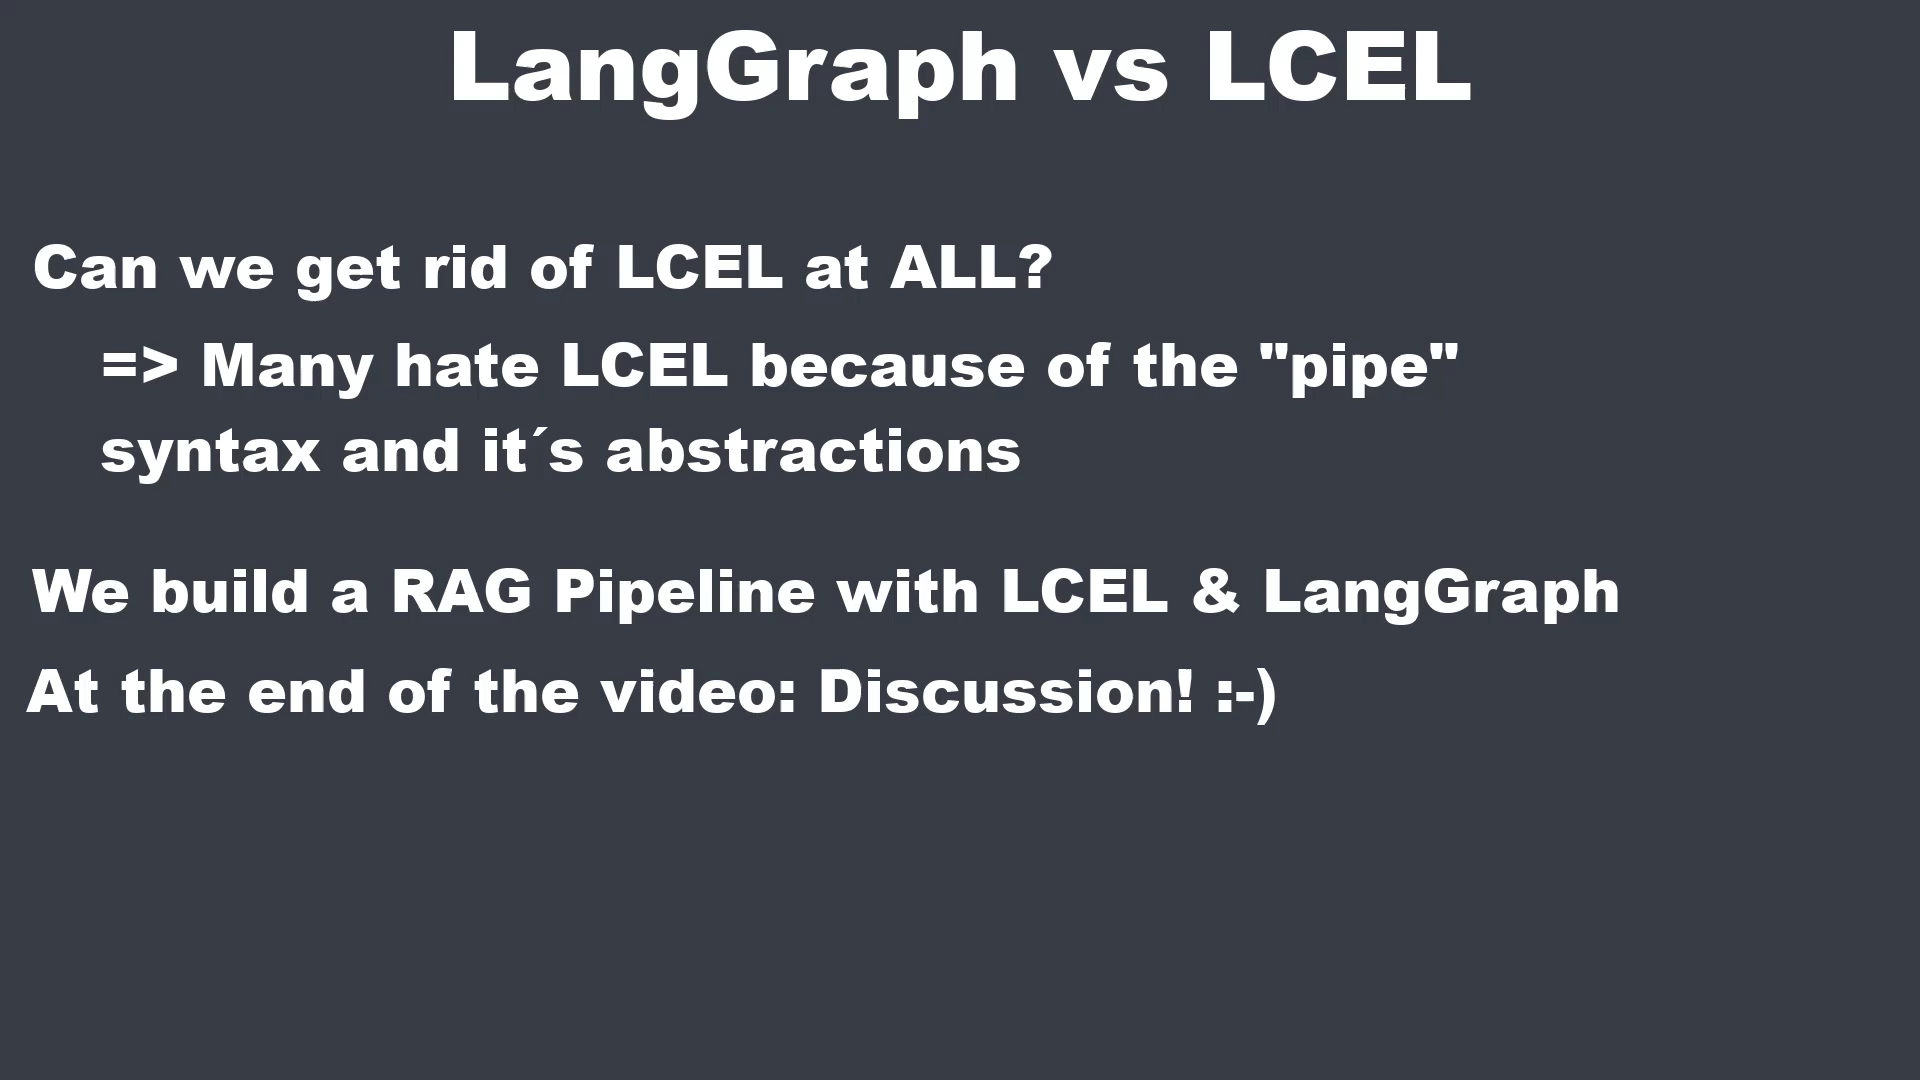 LangGraph vs LCEL
Can we get rid of LCEL at ALL?
=> Many hate LCEL because of the "pipe"
syntax and it´s abstractions
We build a RAG Pipeline with LCEL & LangGraph
At the end of the video: Discussion! :-)